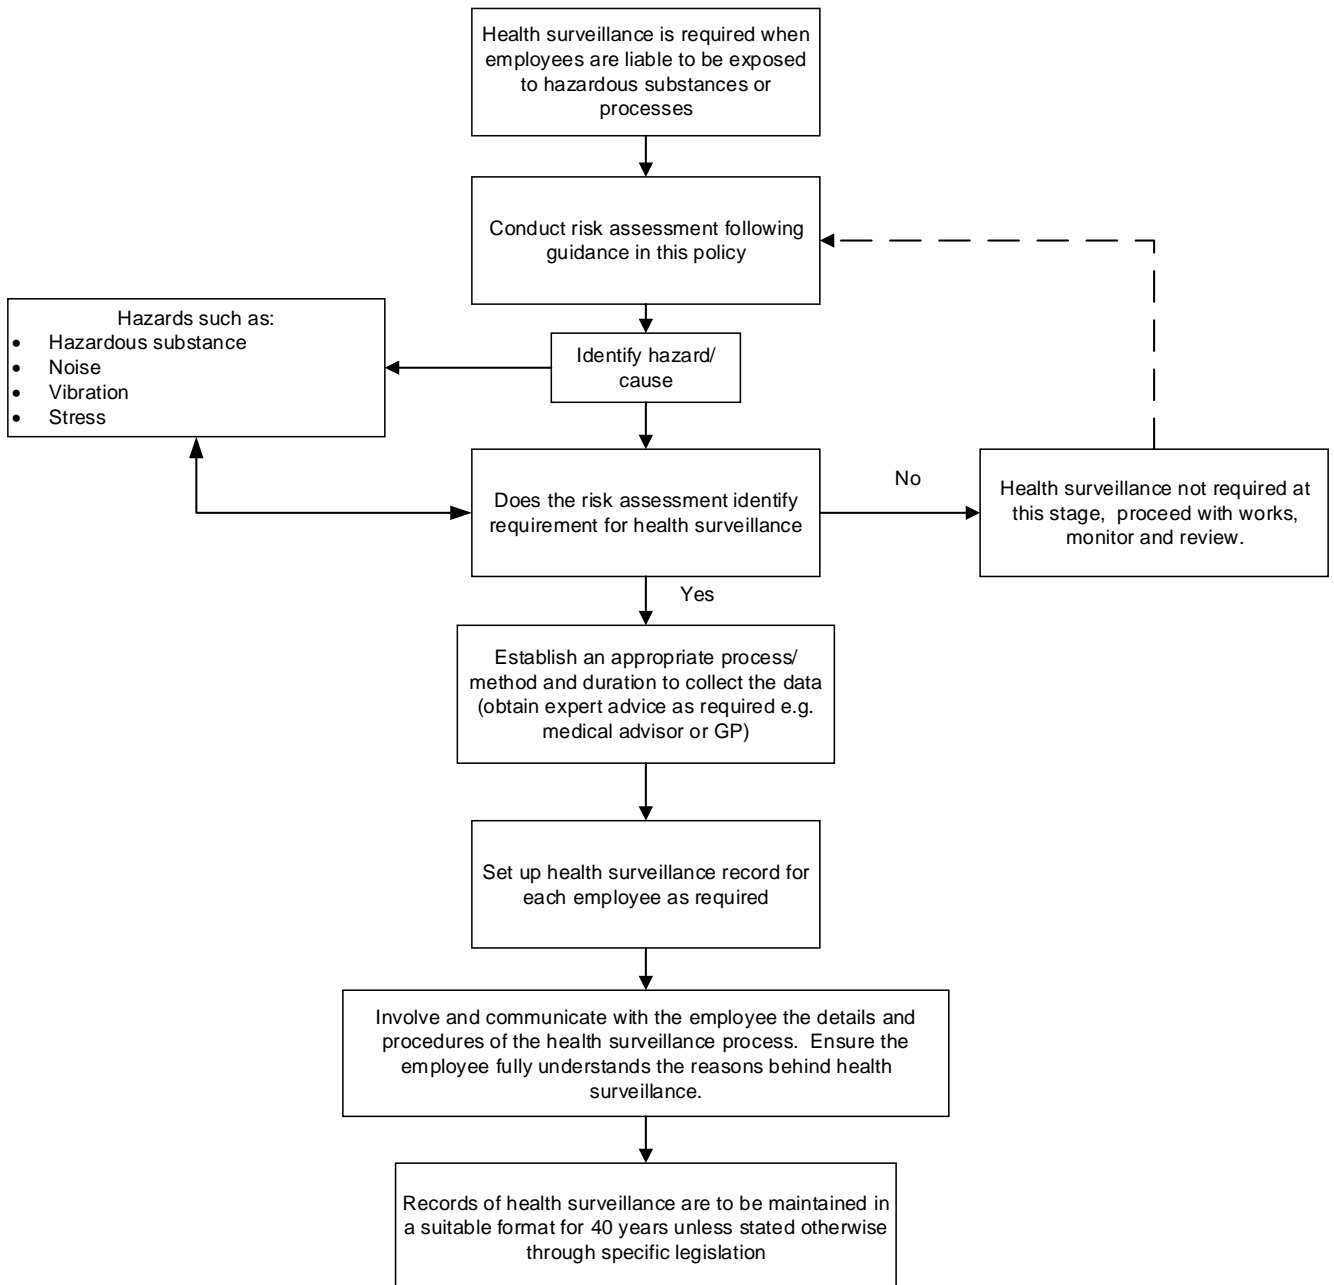 Health surveillance is required when
employees are liable to be exposed
to hazardous substances or
processes
Conduct risk assessment following
guidance in this policy
Hazards such as:
• Hazardous substance
• Noise
• Vibration
• Stress
Identify hazard/
cause
Does the risk assessment identify
requirement for health surveillance
No
Health surveillance not required at
this stage, proceed with works,
monitor and review.
Yes
Establish an appropriate process/
method and duration to collect the data
(obtain expert advice as required e.g.
medical advisor or GP)
Set up health surveillance record for
each employee as required
Involve and communicate with the employee the details and
procedures of the health surveillance process. Ensure the
employee fully understands the reasons behind health
surveillance.
Records of health surveillance are to be maintained in
a suitable format for 40 years unless stated otherwise
through specific legislation